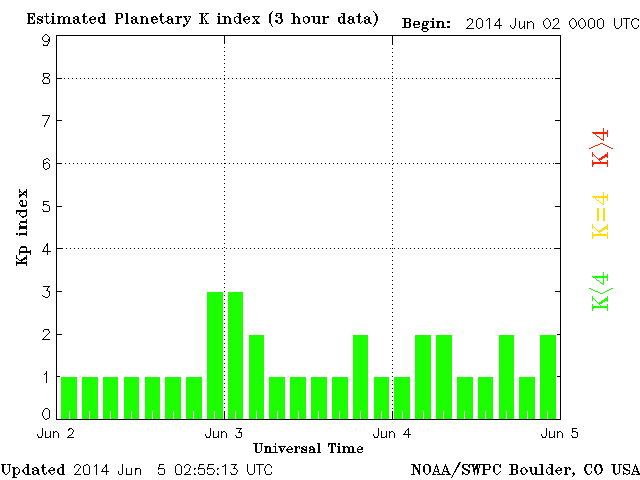 Estimated Planetary K index (3 hour data) Begin: 2014 Jun 02 0000 UTC
9
8
7
6
5
4
3
2
1
0
Kp index
K>4
K=4
K<4
Jun 2 Jun 3 Jun 4 Jun 5
Universal Time
Updated 2014 Jun 5 02:55:13 UTC NOAA/SWPC Boulder, CO USA